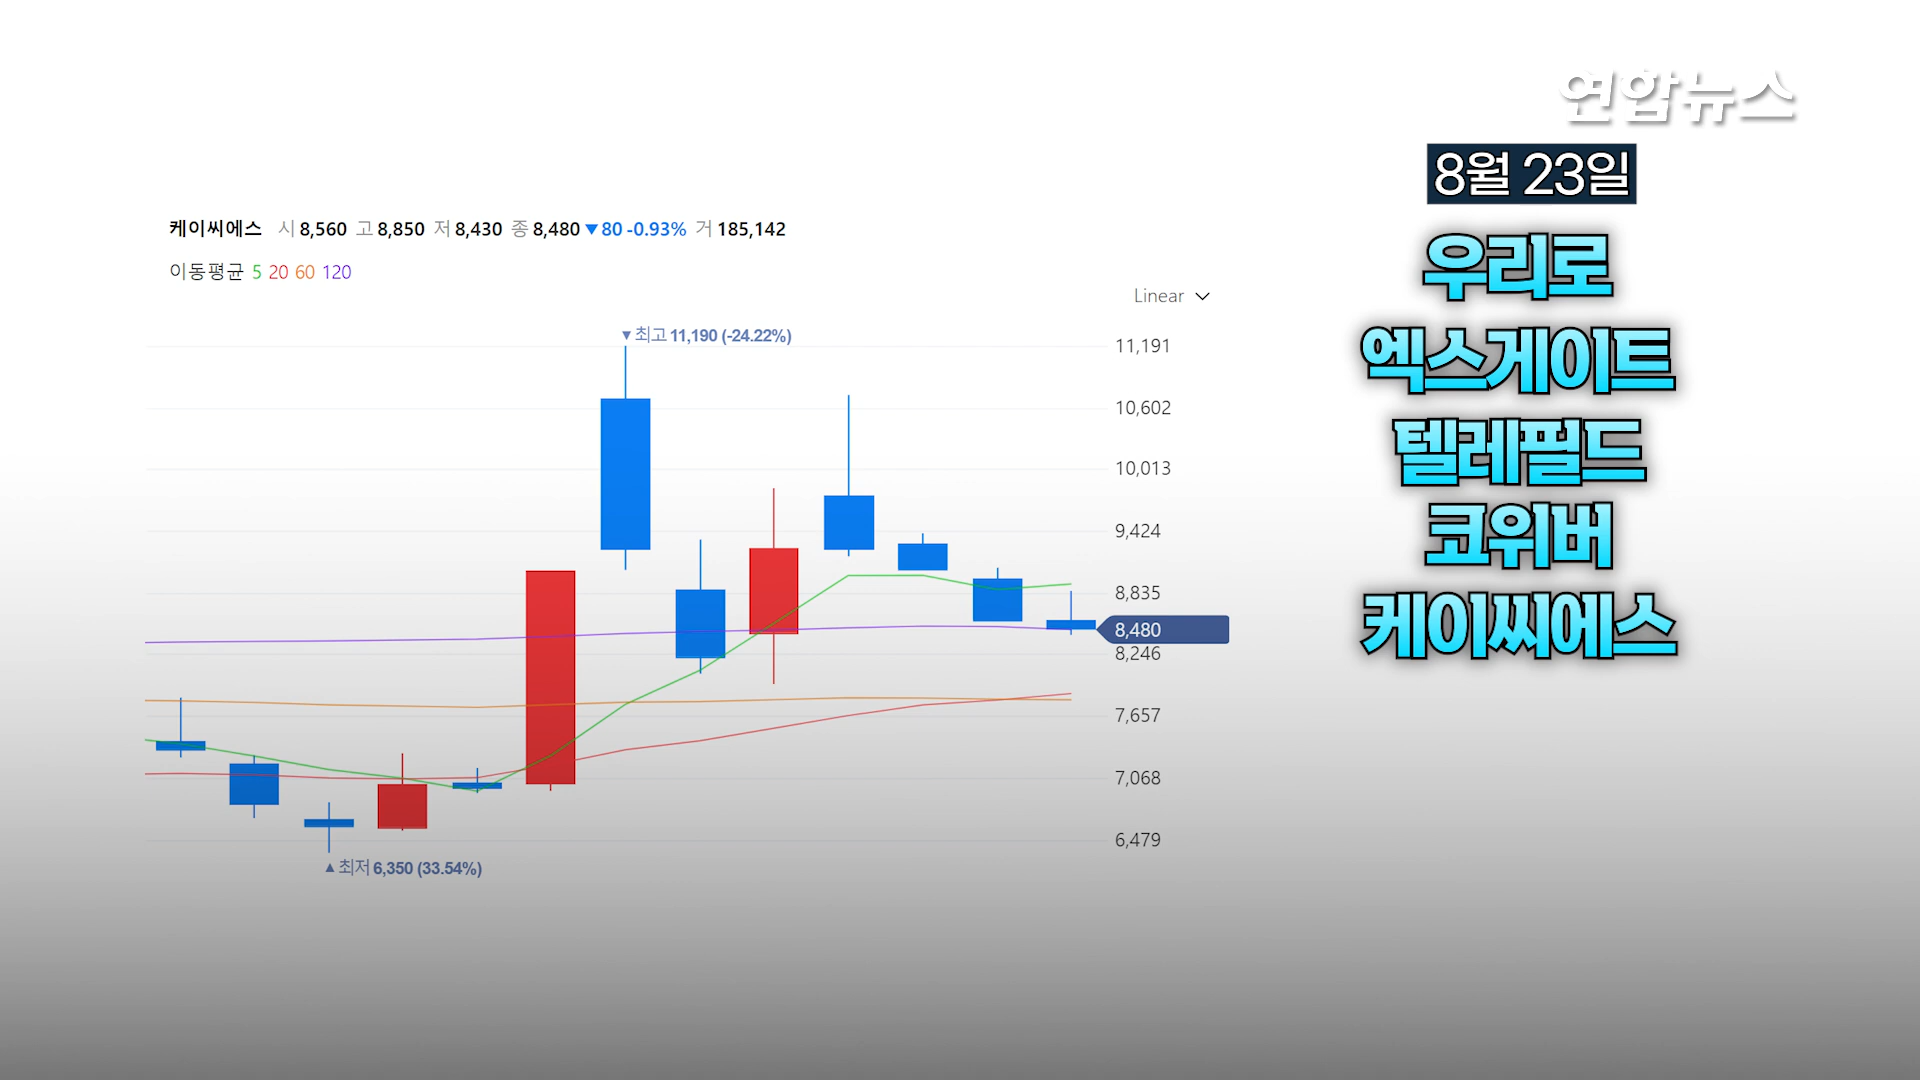 연합뉴스
8월 23일
우리로
엑스게이트
텔레필드
코위버
케이씨에스
케이씨에스 시 8,560 고 8,850 저 8,430 종 8,480 ▼80 -0.93% 거 185,142
이동평균 5 20 60 120
Linear
▼최고 11,190 (-24.22%)
11,191
10,602
10,013
9,424
8,835
8,480
8,246
7,657
7,068
6,479
▲최저 6,350 (33.54%)